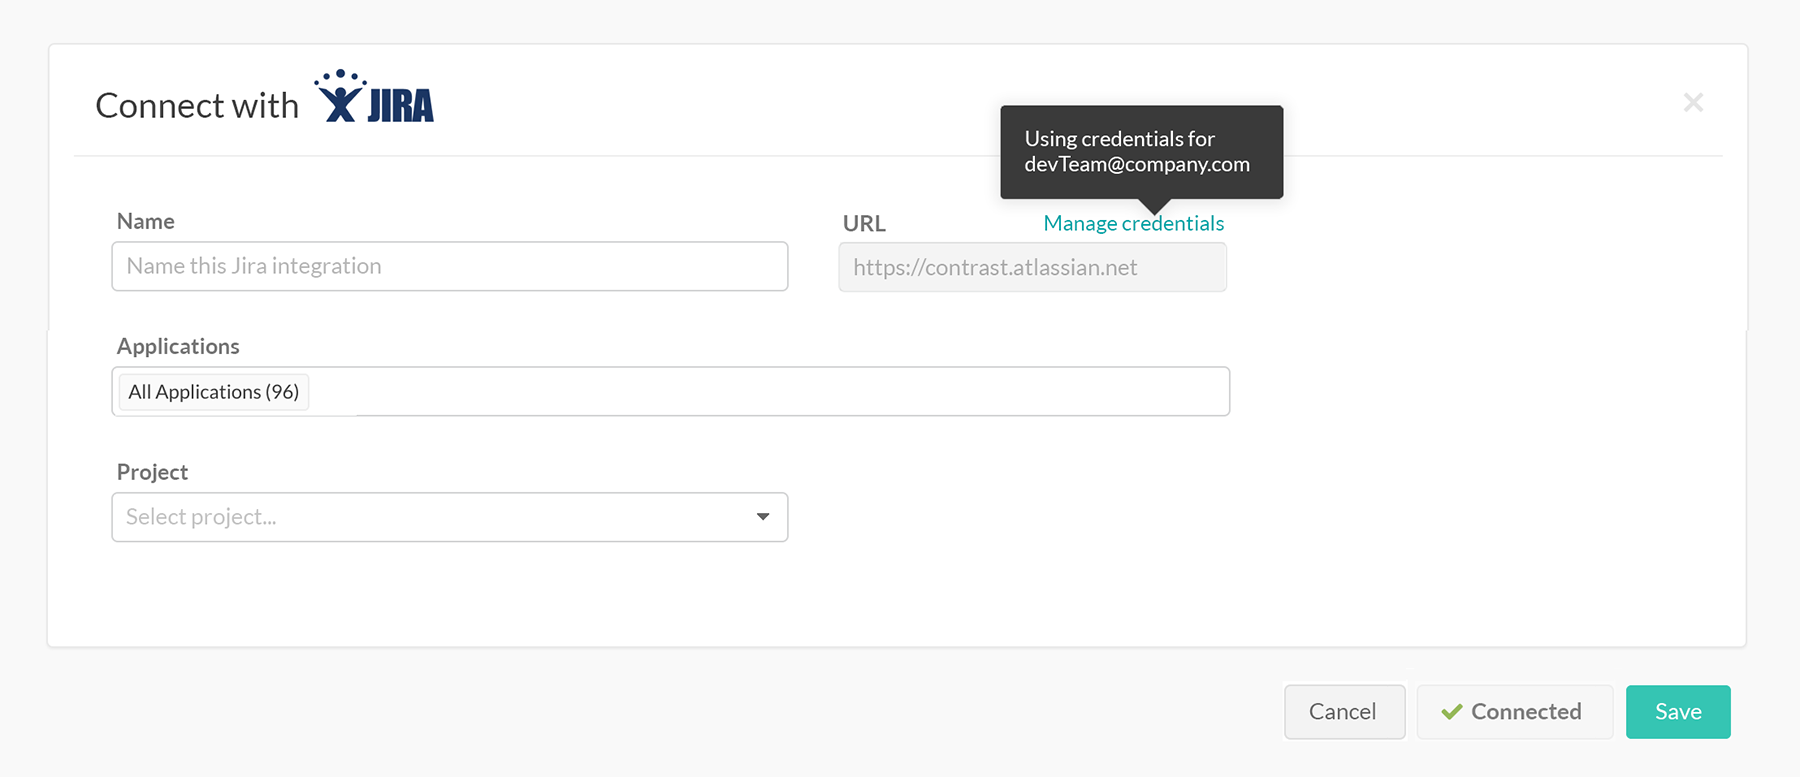 Connect with JIRA
Using credentials for
devTeam@company.com
Name
URL
Manage credentials
Name this Jira integration
https://contrast.atlassian.net
Applications
All Applications (96)
Project
Select project...
Cancel
Connected
Save